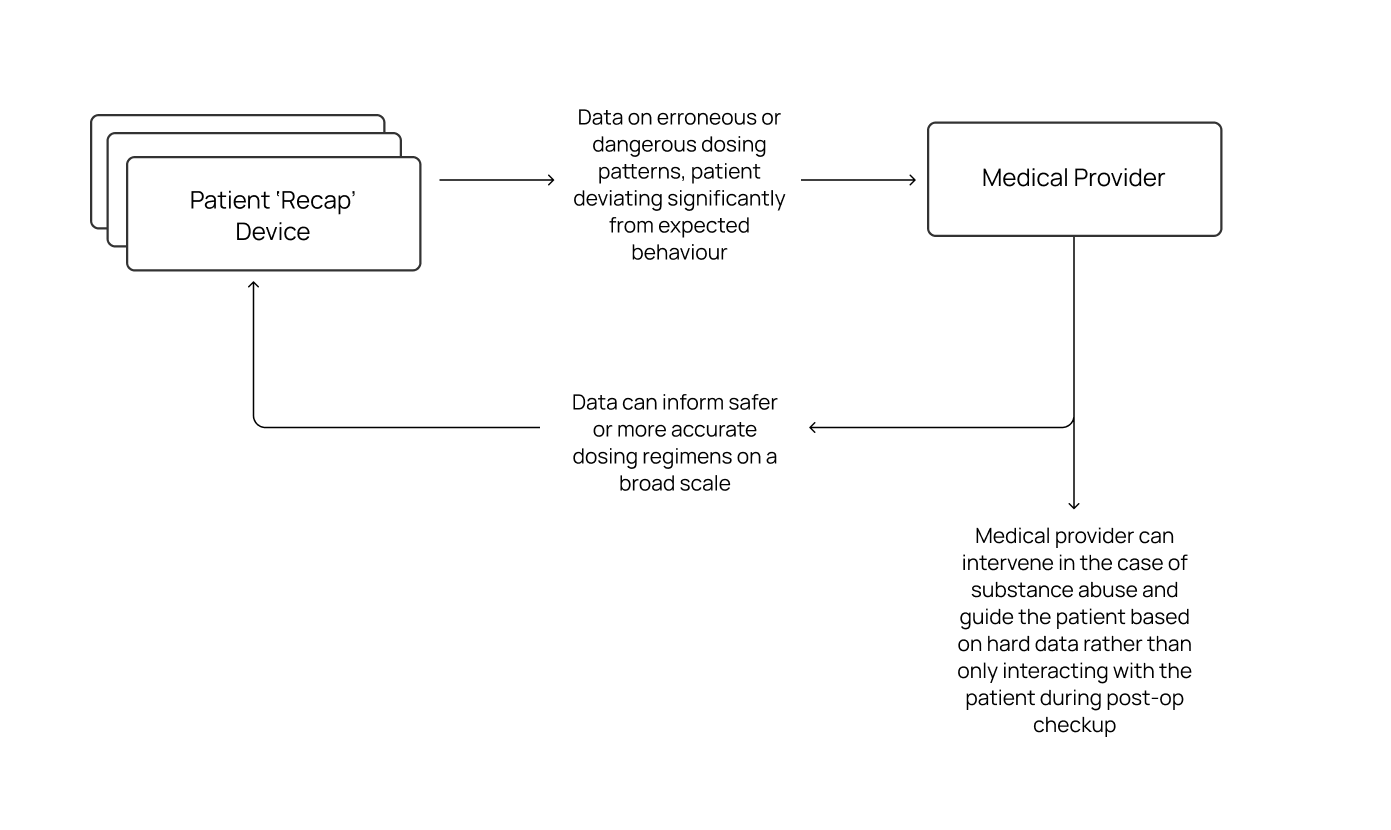 Patient ‘Recap’
Device
Data on erroneous or
dangerous dosing
patterns, patient
deviating significantly
from expected
behaviour
Medical Provider
Data can inform safer
or more accurate
dosing regimens on a
broad scale
Medical provider can
intervene in the case of
substance abuse and
guide the patient based
on hard data rather than
only interacting with the
patient during post-op
checkup